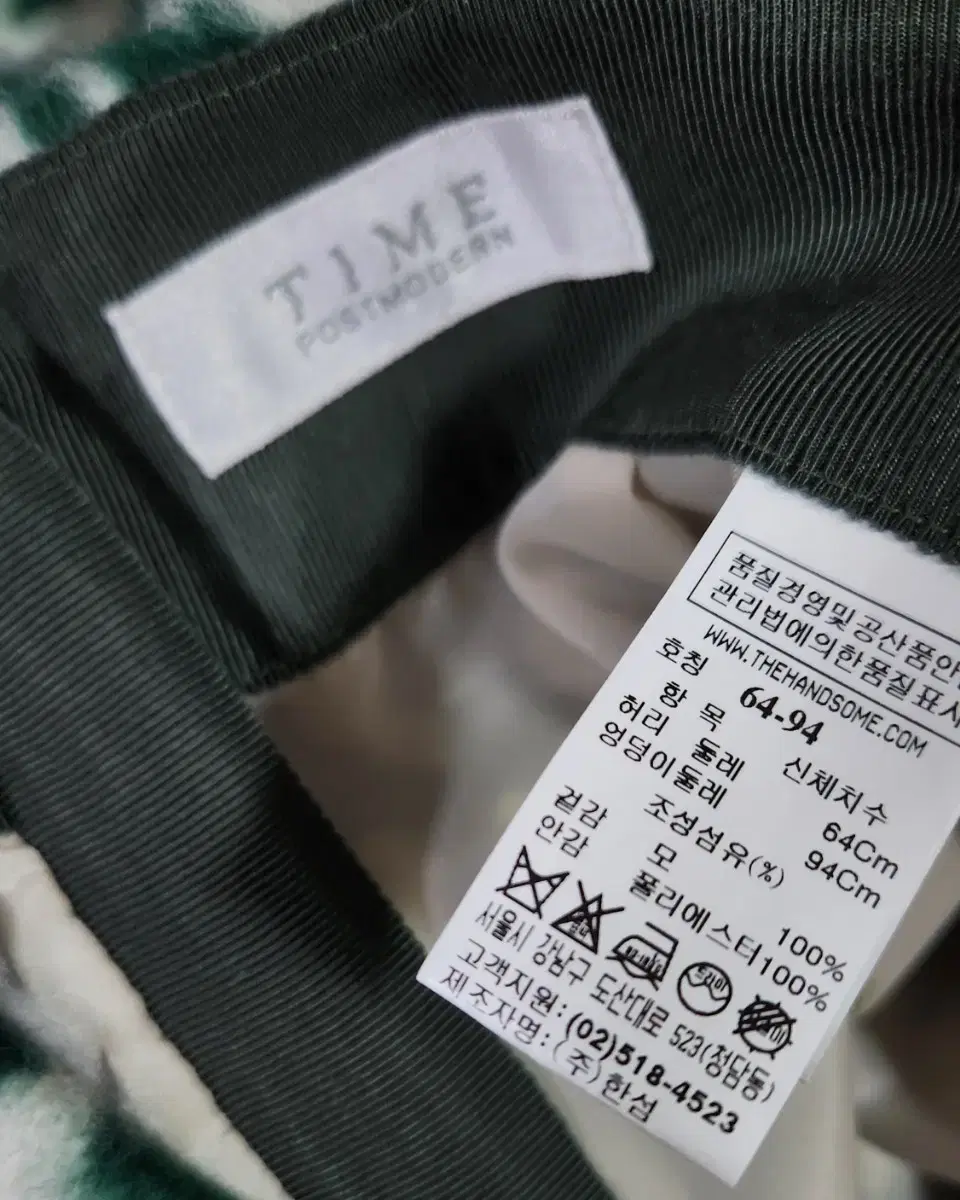 TIME
POSTMODERN
품질경영및공산품안
관리법에의한품질표시
WWW.THEHANDSOME.COM
호칭 64-94
항 목 신체치수
허리 둘레 64Cm
엉덩이둘레 94Cm
조성섬유(%)
겉감 모 100%
안감 폴리에스터100%
서울시 강남구 도산대로 523(청담동)
고객지원:(02)518-4523
제조자명:(주)한섬